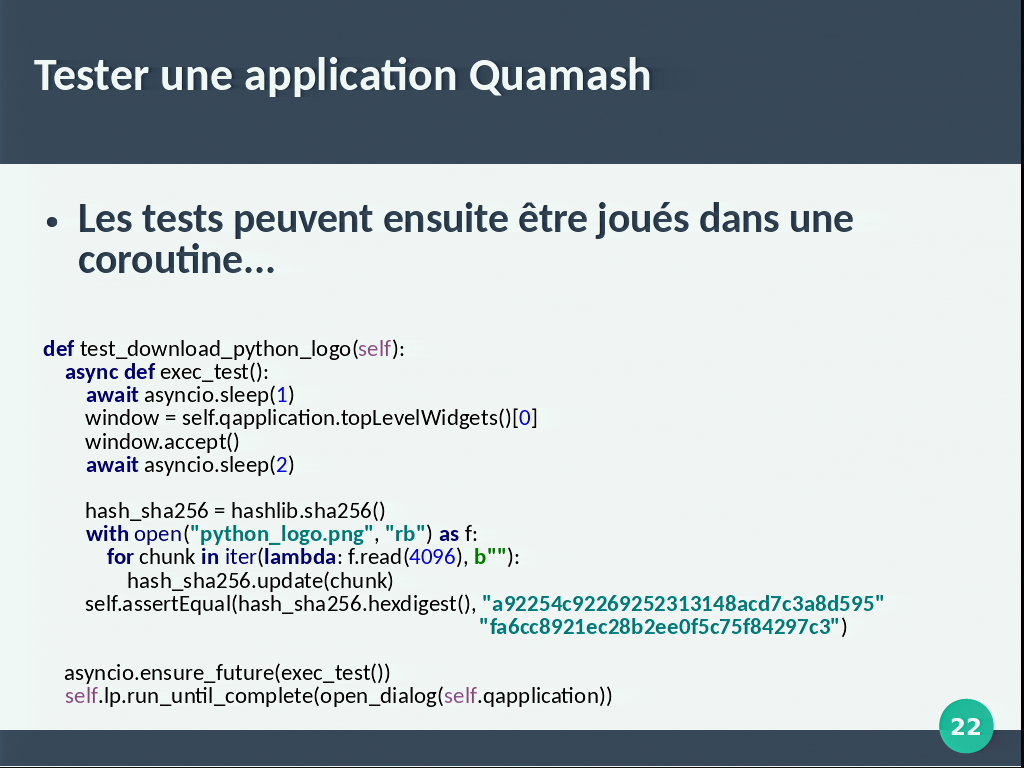 Tester une application Quamash
• Les tests peuvent ensuite être joués dans une
coroutine...
def test_download_python_logo(self):
    async def exec_test():
        await asyncio.sleep(1)
        window = self.qapplication.topLevelWidgets()[0]
        window.accept()
        await asyncio.sleep(2)
        hash_sha256 = hashlib.sha256()
        with open("python_logo.png", "rb") as f:
            for chunk in iter(lambda: f.read(4096), b""):
                hash_sha256.update(chunk)
        self.assertEqual(hash_sha256.hexdigest(), "a92254c92269252313148acd7c3a8d595"
"fa6cc8921ec28b2ee0f5c75f84297c3")
    asyncio.ensure_future(exec_test())
    self.lp.run_until_complete(open_dialog(self.qapplication))
22